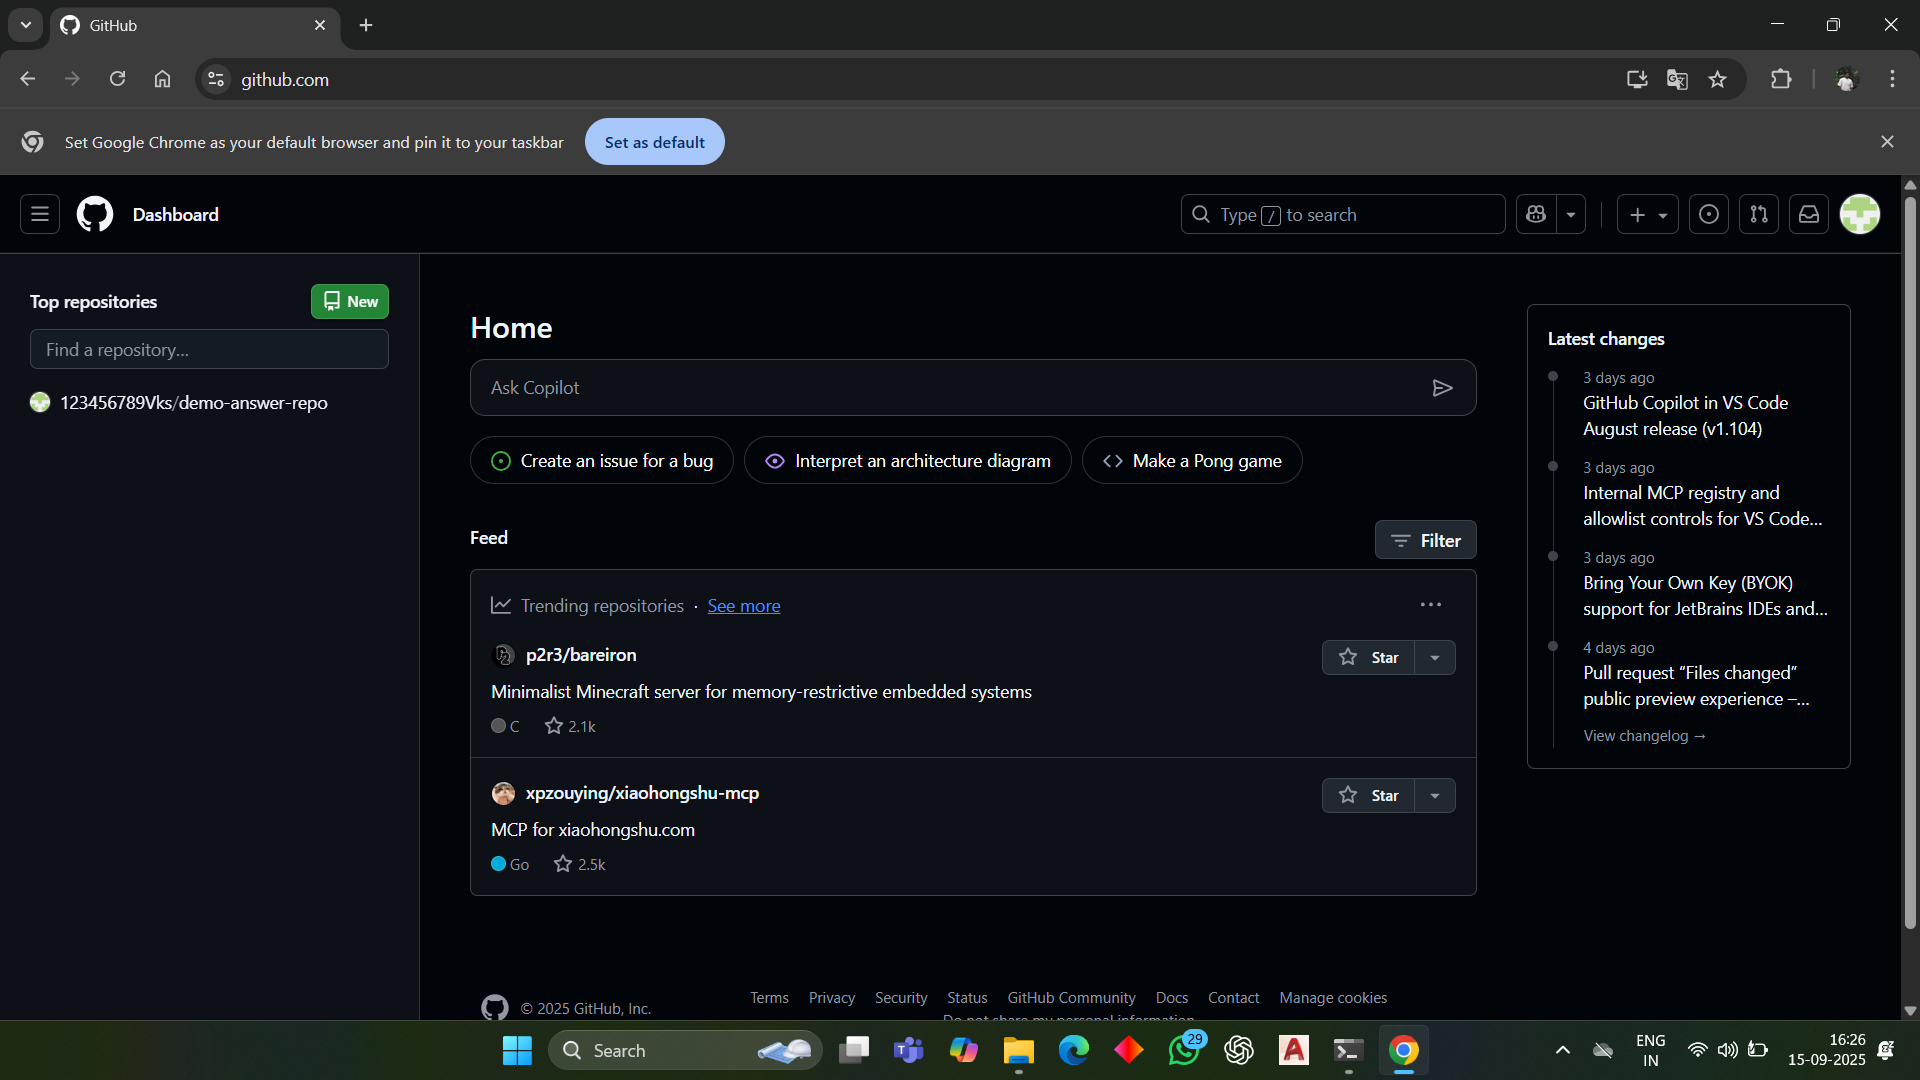 GitHub
github.com
Set Google Chrome as your default browser and pin it to your taskbar
Set as default
Dashboard
Type / to search
Top repositories
New
Find a repository...
123456789Vks/demo-answer-repo
Home
Ask Copilot
Create an issue for a bug
Interpret an architecture diagram
Make a Pong game
Feed
Filter
Trending repositories · See more
p2r3/bareiron
Star
Minimalist Minecraft server for memory-restrictive embedded systems
C 2.1k
xpzouying/xiaohongshu-mcp
Star
MCP for xiaohongshu.com
Go 2.5k
Latest changes
3 days ago
GitHub Copilot in VS Code
August release (v1.104)
3 days ago
Internal MCP registry and
allowlist controls for VS Code...
3 days ago
Bring Your Own Key (BYOK)
support for JetBrains IDEs and...
4 days ago
Pull request “Files changed”
public preview experience –...
View changelog →
© 2025 GitHub, Inc.
Terms Privacy Security Status GitHub Community Docs Contact Manage cookies
Do not share my personal information
Search
29
ENG
IN
16:26
15-09-2025